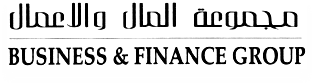 مجموعة المال والاعمال
BUSINESS & FINANCE GROUP